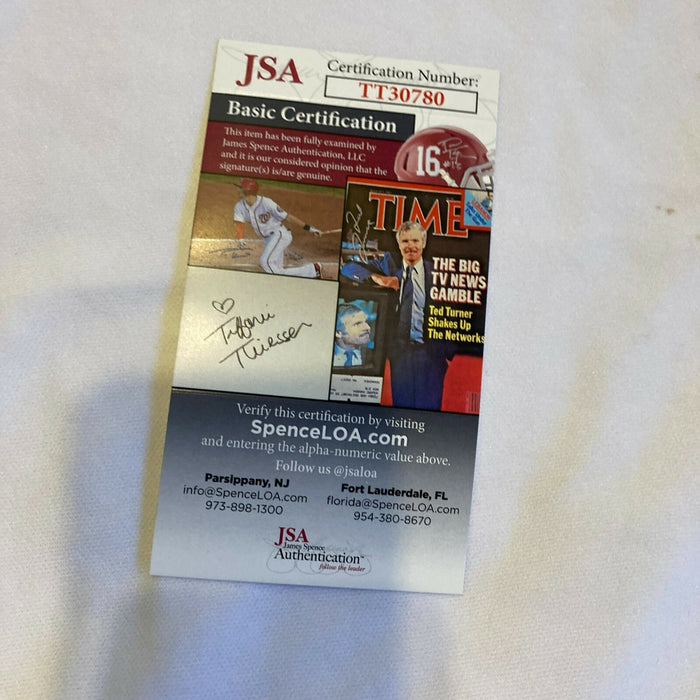 JSA
Certification Number:
TT30780
Basic Certification
This item has been fully examined by
James Spence Authentication, LLC
and it is our considered opinion that the
signature(s) is/are genuine.
16
TIME
THE BIG
TV NEWS
GAMBLE
Ted Turner
Shakes Up
The Networks
Tiffani
Thiessen
Verify this certification by visiting
SpenceLOA.com
and entering the alpha-numeric value above.
Follow us @jsaloa
Parsippany, NJ
info@SpenceLOA.com
973-898-1300
Fort Lauderdale, FL
florida@SpenceLOA.com
954-380-8670
JSA
James Spence
Authentication
follow the leader